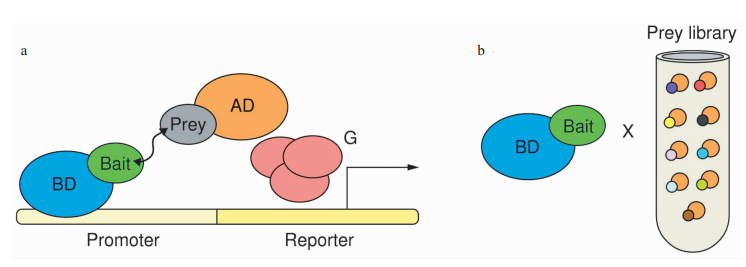 a
AD
Prey
G
Bait
BD
Promoter
Reporter
b
Prey library
Bait
X
BD